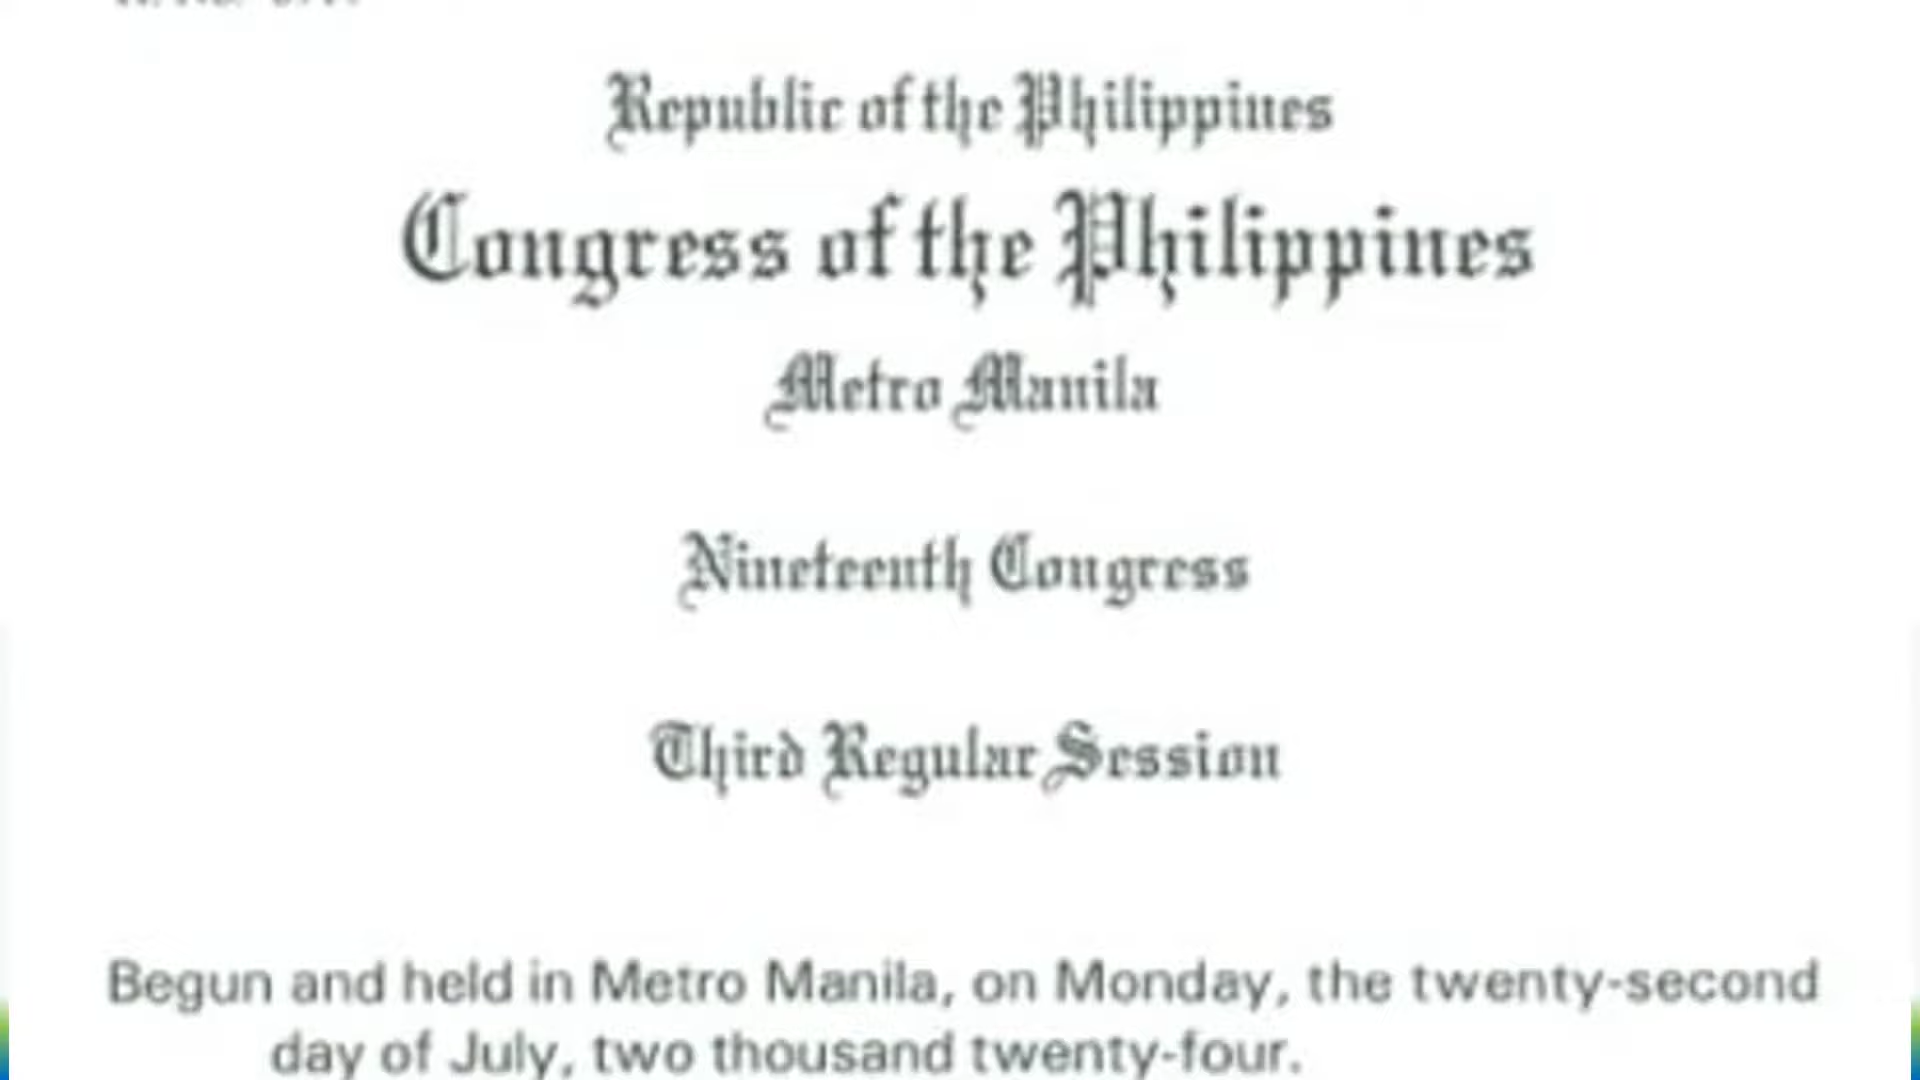 Republic of the Philippines
Congress of the Philippines
Metro Manila
Nineteenth Congress
Third Regular Session
Begun and held in Metro Manila, on Monday, the twenty-second
day of July, two thousand twenty-four.